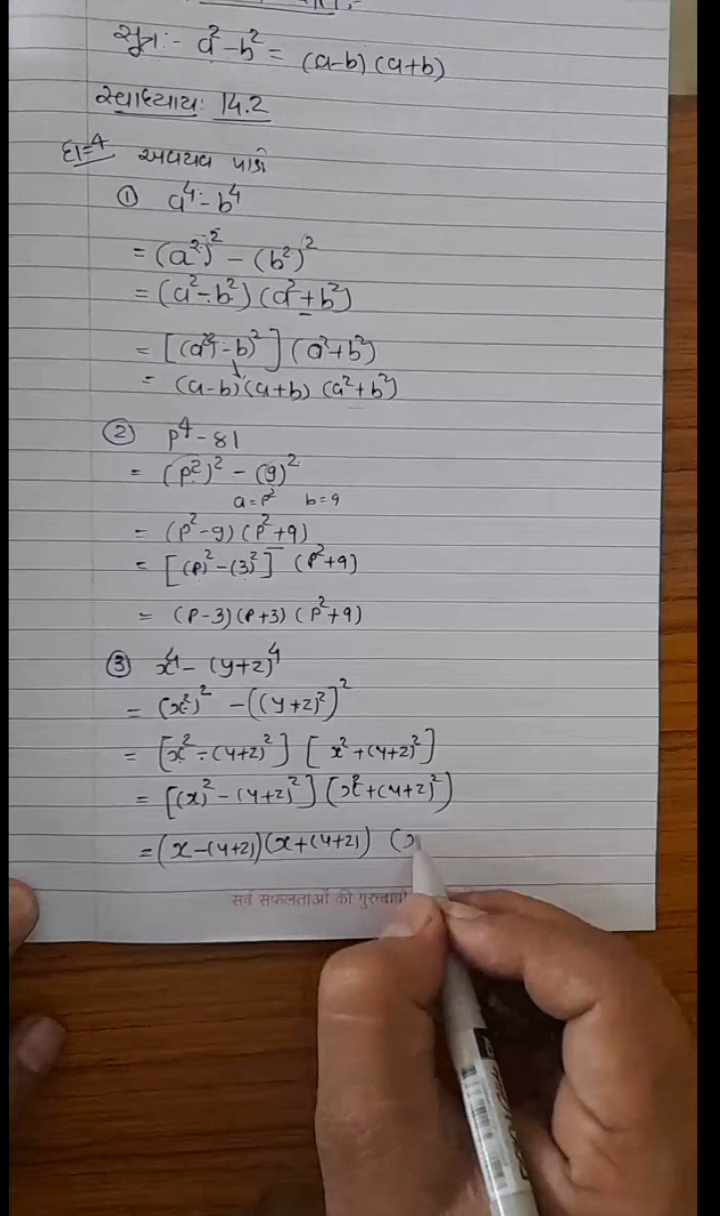 સૂત્ર:- a² - b² = (a-b) (a+b)
સ્વાધ્યાય: 14.2
દા=4 અવયવ પાડો
① a⁴ - b⁴
= (a²)² - (b²)²
= (a² - b²) (a² + b²)
= [(a² - b)²] (a² + b²)
= (a-b) (a+b) (a² + b²)
② p⁴ - 81
= (p²)² - (9)²
a = p² b = 9
= (p² - 9) (p² + 9)
= [(p)² - (3)²] (p² + 9)
= (p-3) (p+3) (p² + 9)
③ x⁴ - (y+z)⁴
= (x²)² - ((y+z)²)²
= [x² - (y+z)²] [x² + (y+z)²]
= [(x)² - (y+z)²] (x² + (y+z)²)
= (x - (y+z)) (x + (y+z)) (x
सर्व सफलताओं की गुरुचाबी